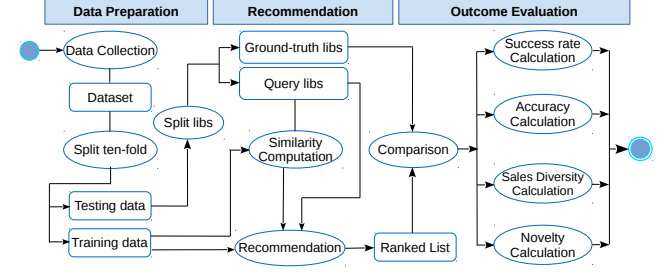 Data Preparation
Recommendation
Outcome Evaluation
Data Collection
Dataset
Split ten-fold
Testing data
Training data
Split libs
Ground-truth libs
Query libs
Similarity
Computation
Recommendation
Ranked List
Comparison
Success rate
Calculation
Accuracy
Calculation
Sales Diversity
Calculation
Novelty
Calculation